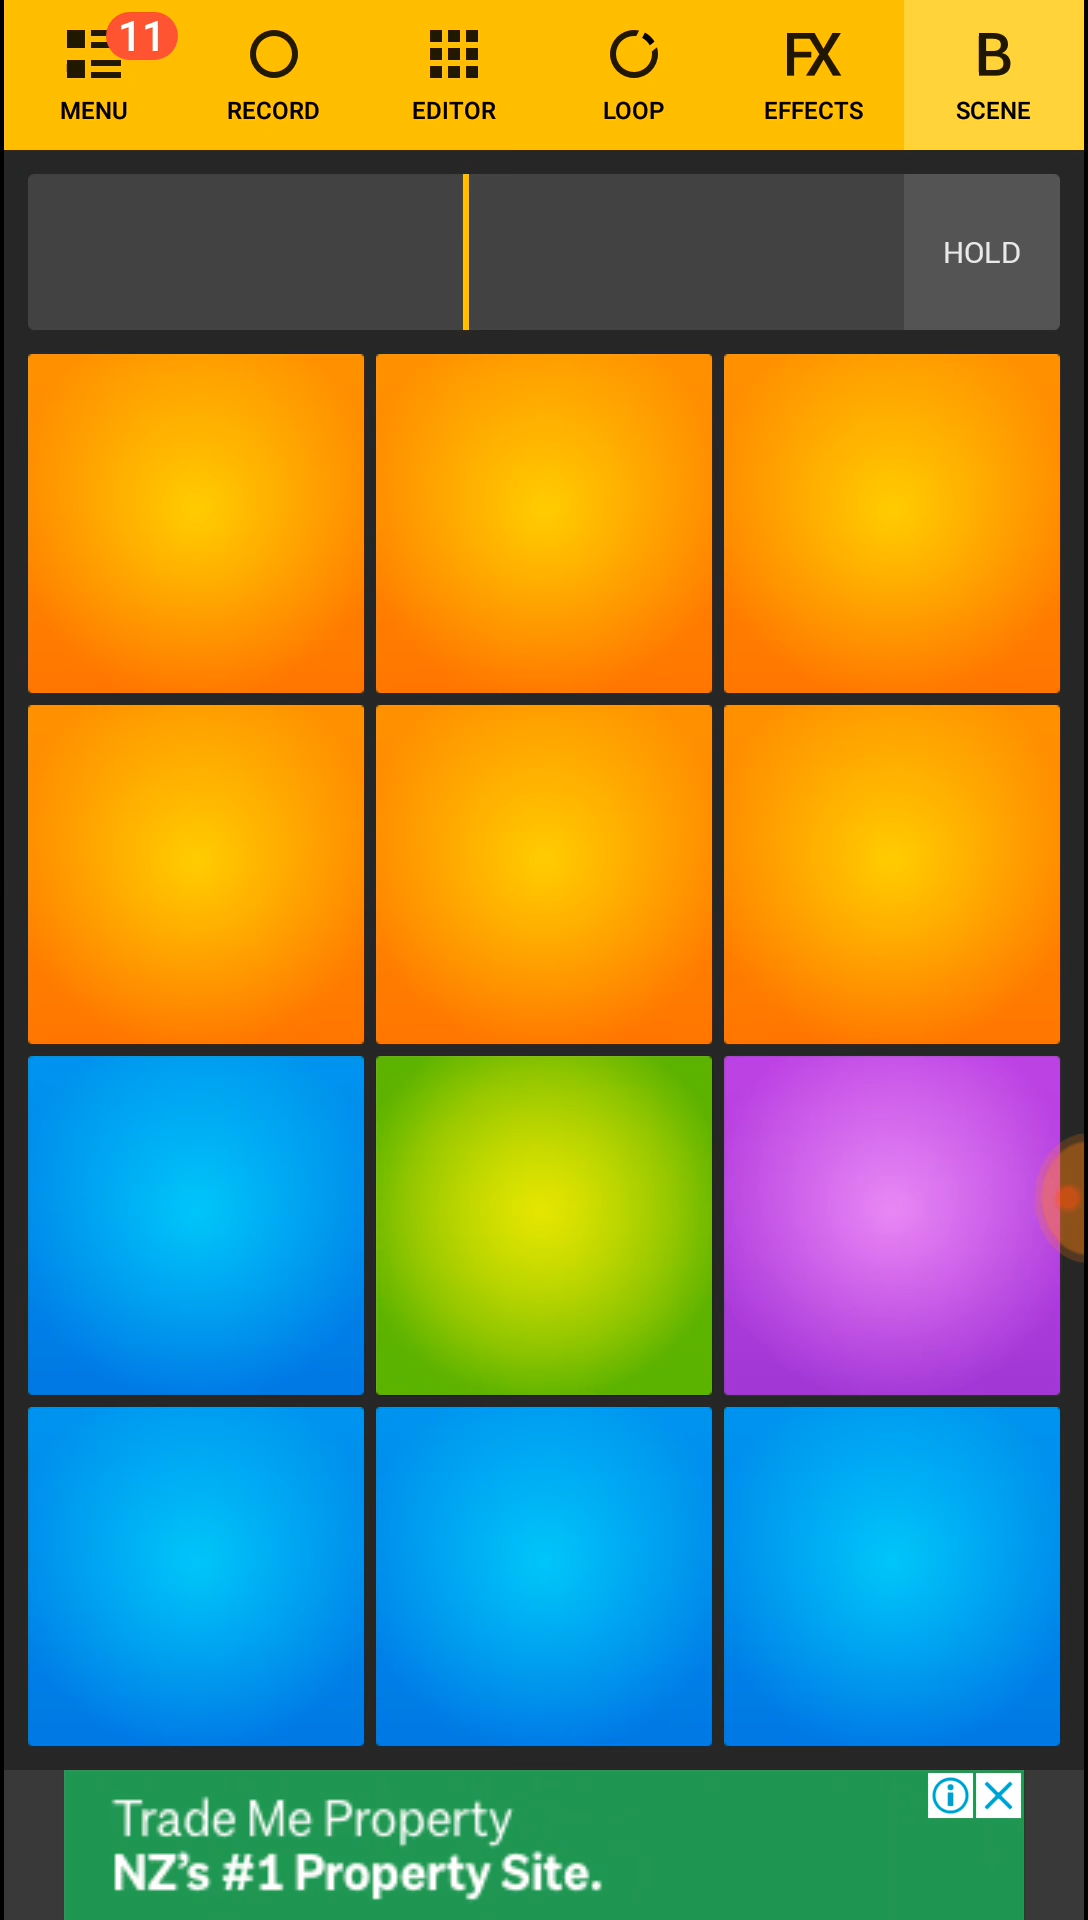 11
MENU
RECORD
EDITOR
LOOP
FX
EFFECTS
B
SCENE
HOLD
Trade Me Property
NZ's #1 Property Site.